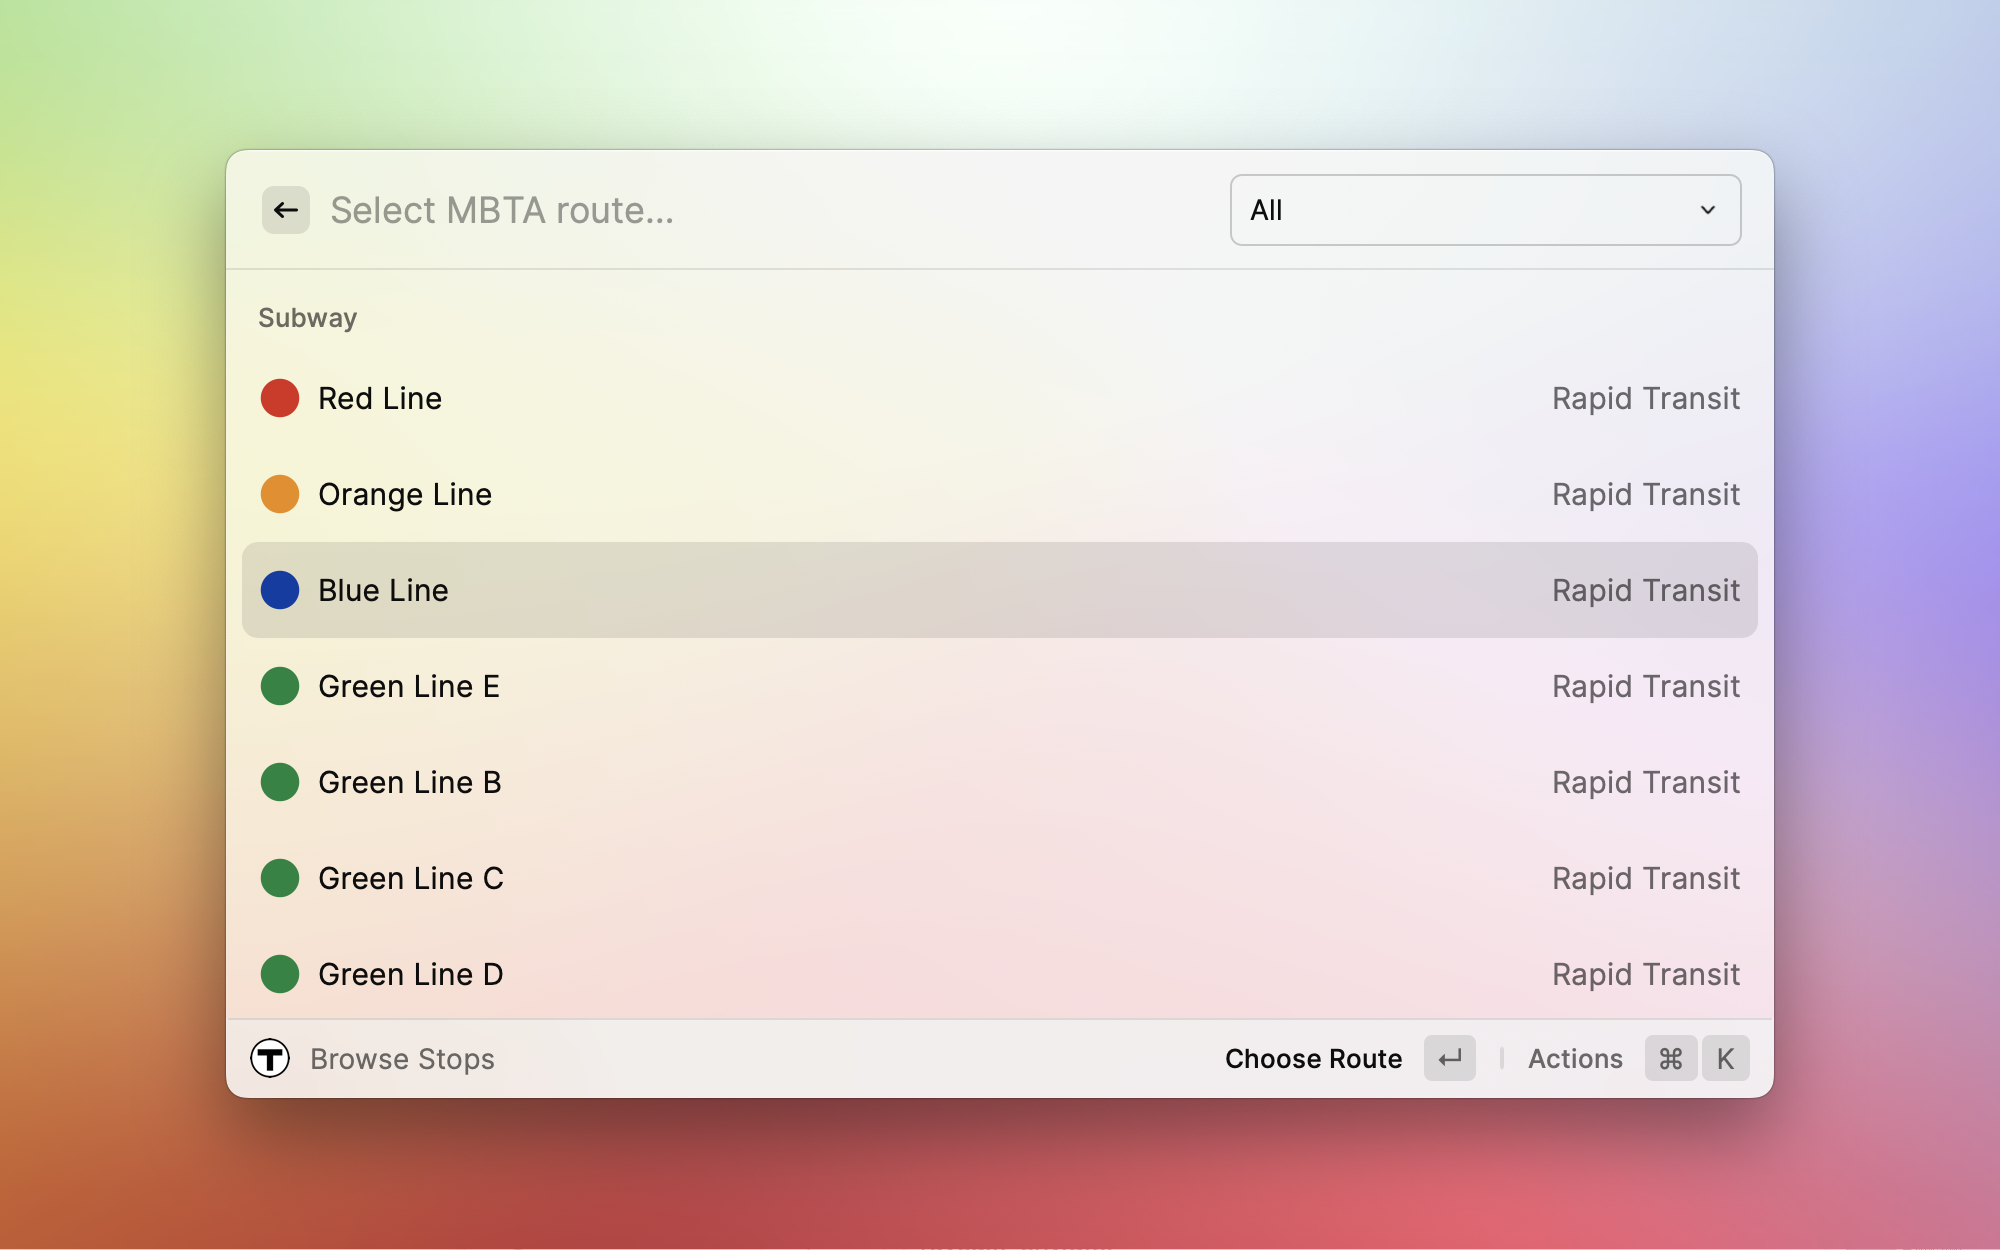 Select MBTA route...
All
Subway
Red Line Rapid Transit
Orange Line Rapid Transit
Blue Line Rapid Transit
Green Line E Rapid Transit
Green Line B Rapid Transit
Green Line C Rapid Transit
Green Line D Rapid Transit
T Browse Stops Choose Route ↵ Actions ⌘ K